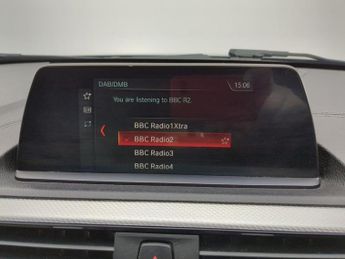 DAB/DMB
15:06
You are listening to BBC R2.
BBC Radio1Xtra
BBC Radio2
BBC Radio3
BBC Radio4